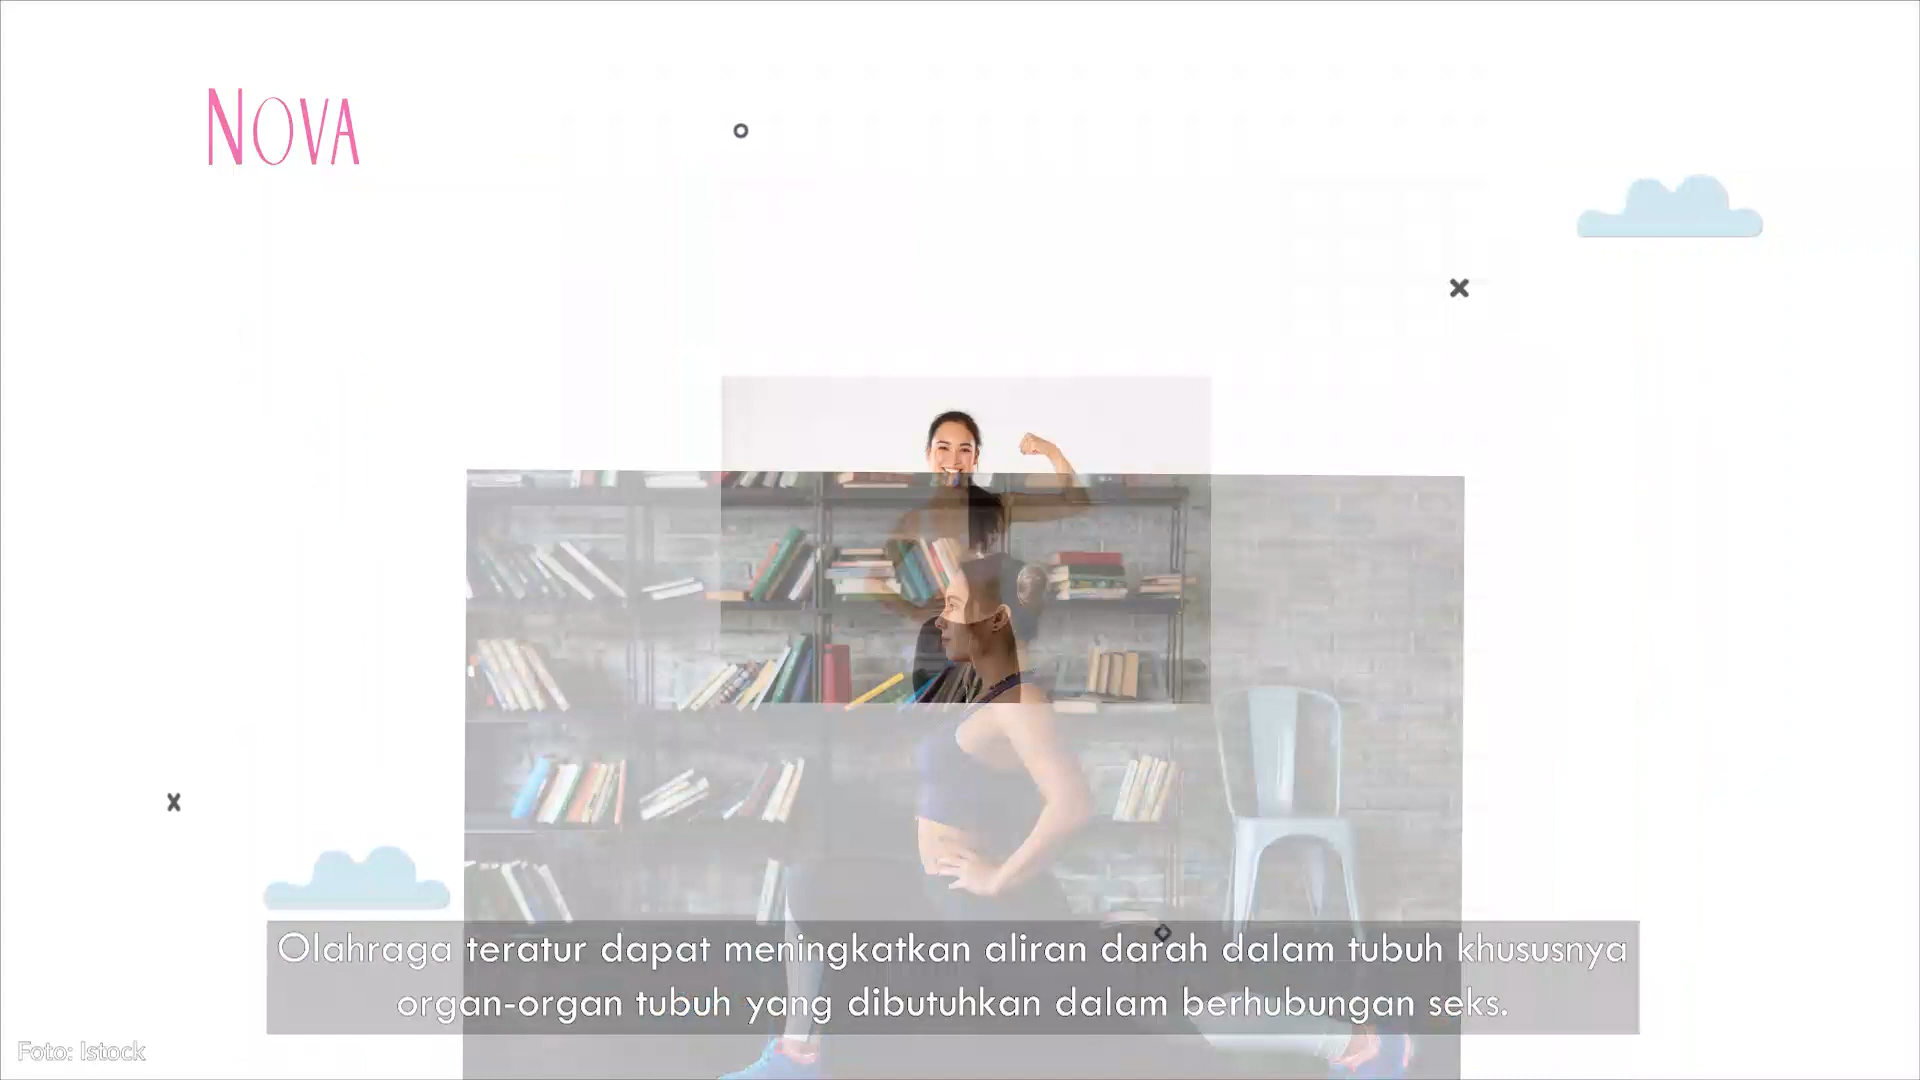 NOVA
Olahraga teratur dapat meningkatkan aliran darah dalam tubuh khususnya
organ-organ tubuh yang dibutuhkan dalam berhubungan seks.
Foto: Istock